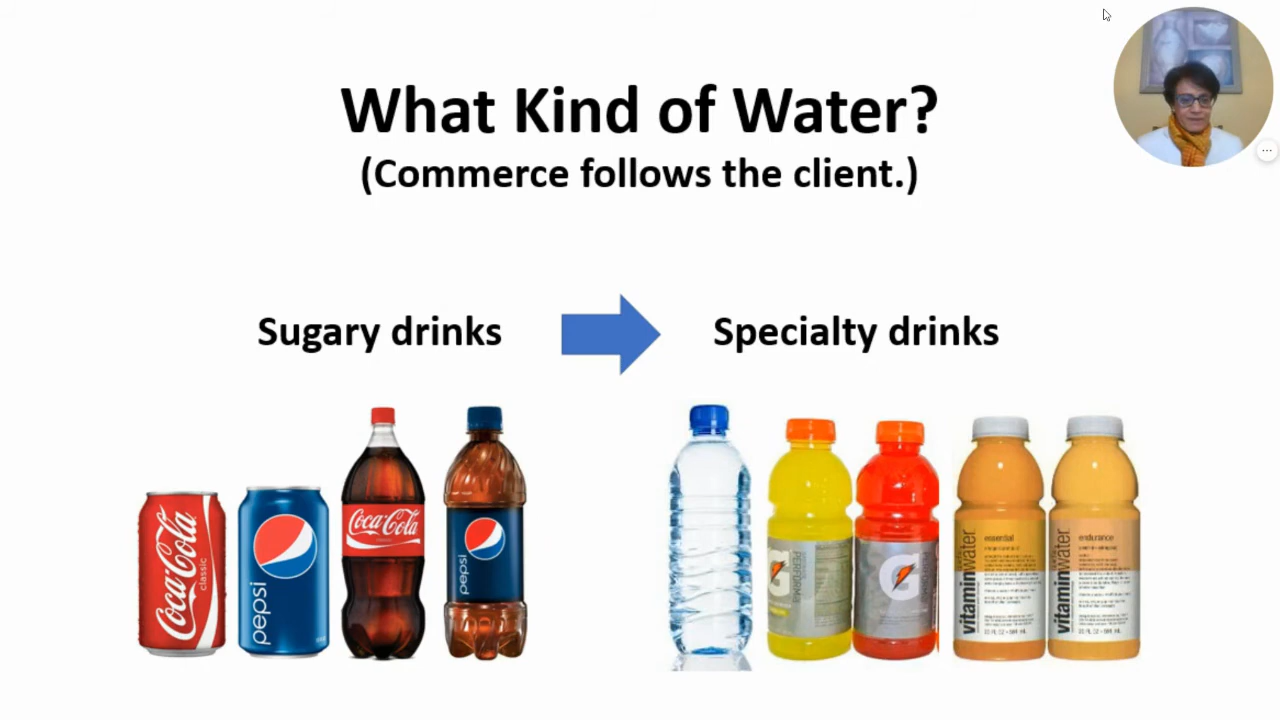 What Kind of Water?
(Commerce follows the client.)
Sugary drinks
Specialty drinks
Coca-Cola
classic
pepsi
Coca-Cola
pepsi
G
G
vitaminwater
essential
vitaminwater
endurance